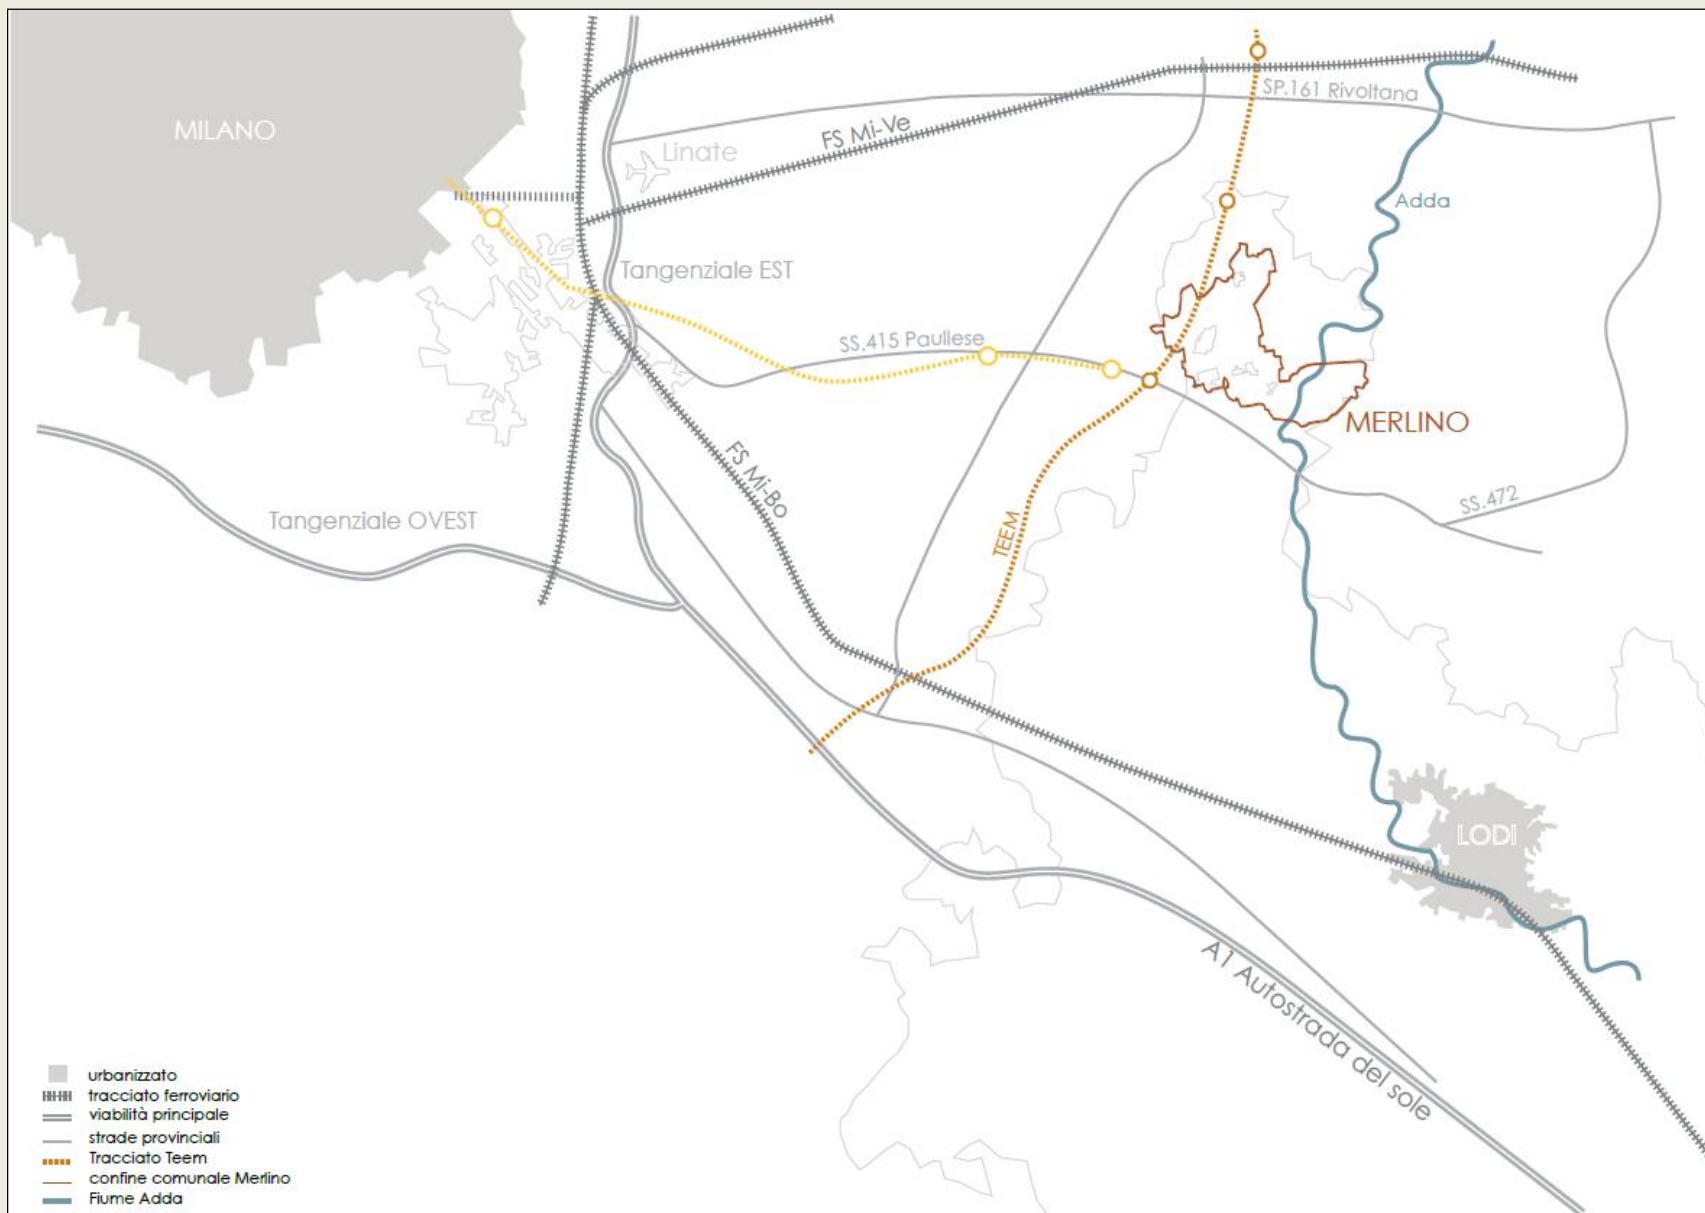 SP.161 Rivoltana
MILANO
FS Mi-Ve
Linate
Adda
Tangenziale EST
SS.415 Paullese
MERLINO
FS Mi-Bo
SS.472
Tangenziale OVEST
TEEM
LODI
A1 Autostrada del sole
urbanizzato
tracciato ferroviario
viabilità principale
strade provinciali
Tracciato Teem
confine comunale Merlino
Fiume Adda